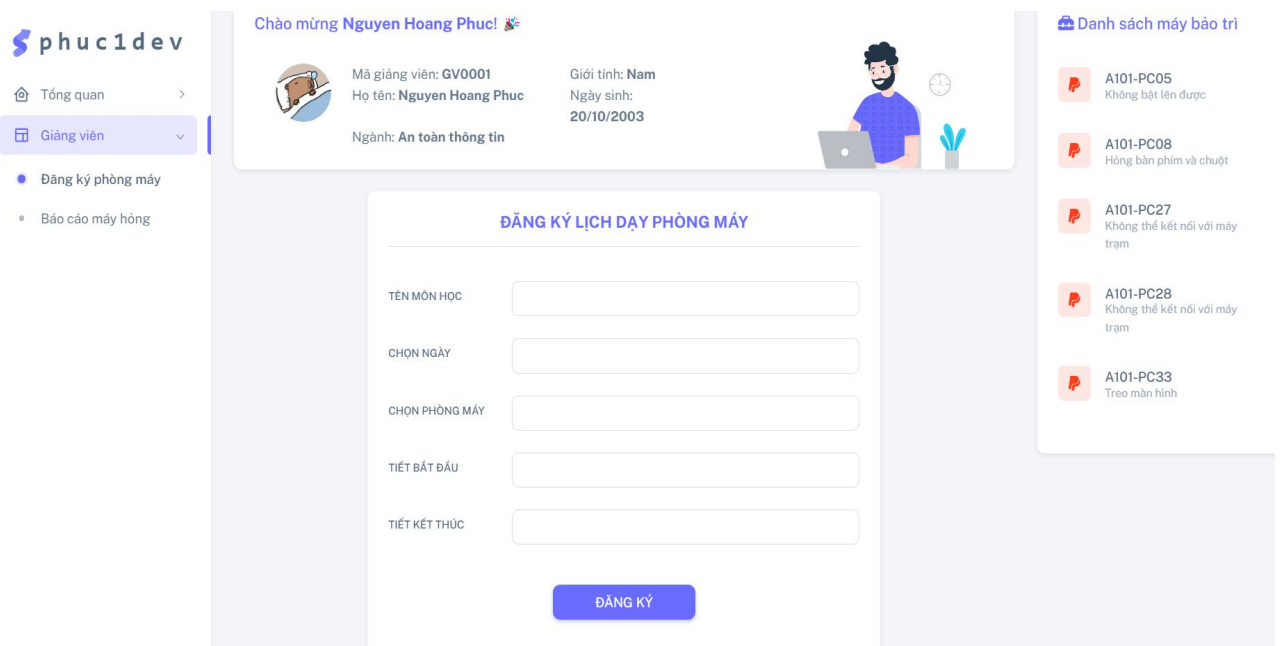 phuc1dev
Tổng quan
Giảng viên
Đăng ký phòng máy
Báo cáo máy hỏng
Chào mừng Nguyen Hoang Phuc! 🎉
Mã giảng viên: GV0001
Họ tên: Nguyen Hoang Phuc
Ngành: An toàn thông tin
Giới tính: Nam
Ngày sinh:
20/10/2003
ĐĂNG KÝ LỊCH DẠY PHÒNG MÁY
TÊN MÔN HỌC
CHỌN NGÀY
CHỌN PHÒNG MÁY
TIẾT BẮT ĐẦU
TIẾT KẾT THÚC
ĐĂNG KÝ
Danh sách máy bảo trì
A101-PC05
Không bật lên được
A101-PC08
Hỏng bàn phím và chuột
A101-PC27
Không thể kết nối với máy
trạm
A101-PC28
Không thể kết nối với máy
trạm
A101-PC33
Treo màn hình